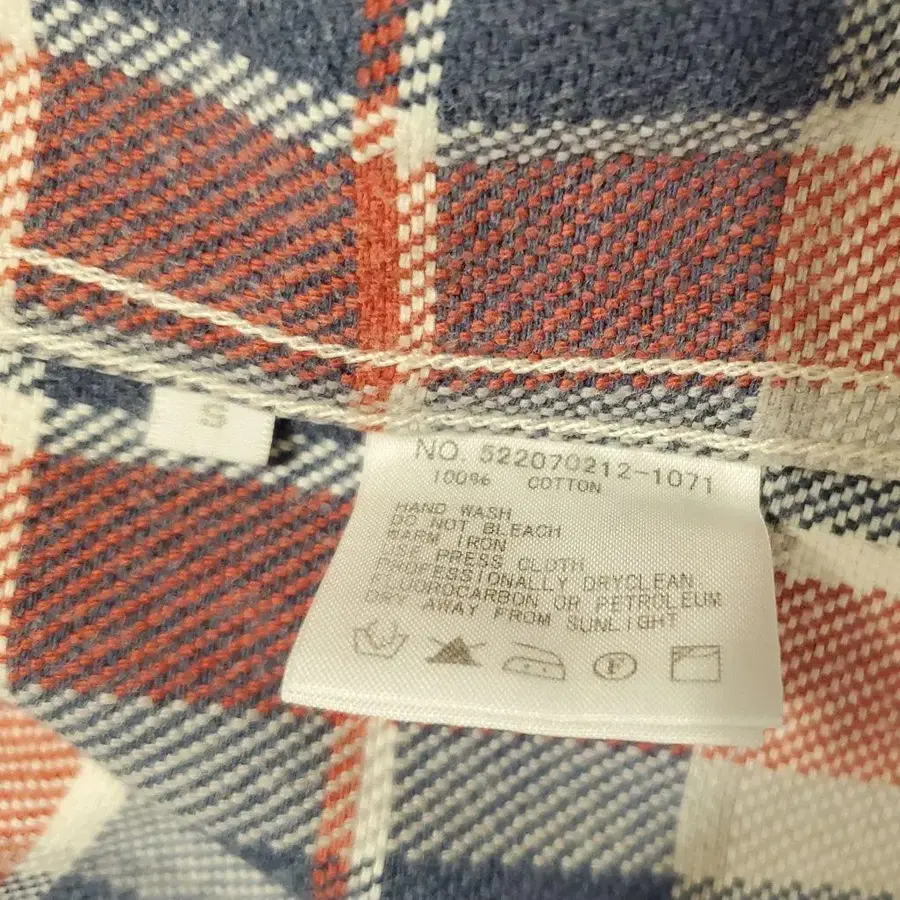 S
NO. 522070212-1071
100% COTTON
HAND WASH
DO NOT BLEACH
WARM IRON
USE PRESS CLOTH
PROFESSIONALLY DRYCLEAN
FLUOROCARBON OR PETROLEUM
DRY AWAY FROM SUNLIGHT
F